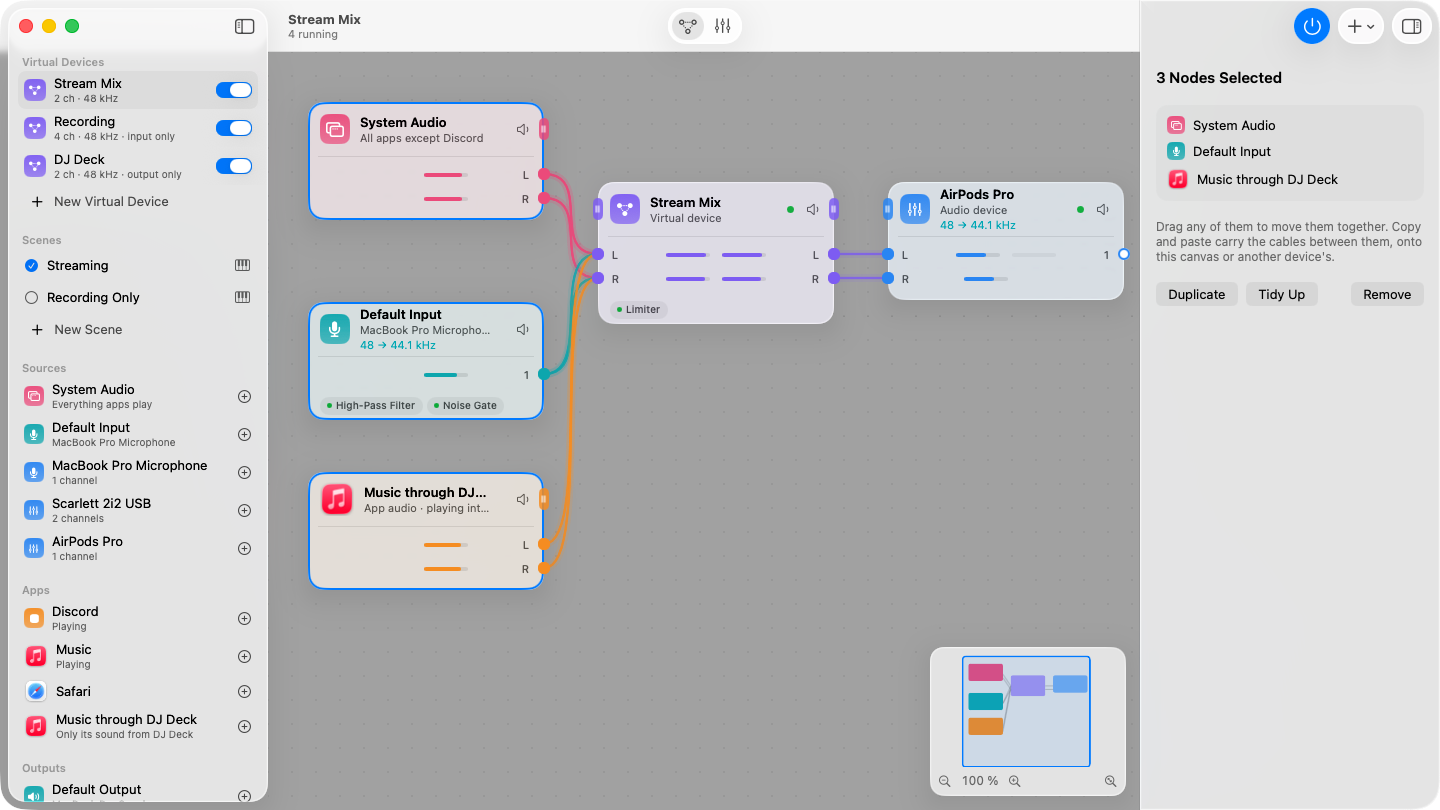 Virtual Devices
Stream Mix
2 ch · 48 kHz
Recording
4 ch · 48 kHz · input only
DJ Deck
2 ch · 48 kHz · output only
New Virtual Device
Scenes
Streaming
Recording Only
New Scene
Sources
System Audio
Everything apps play
Default Input
MacBook Pro Microphone
MacBook Pro Microphone
1 channel
Scarlett 2i2 USB
2 channels
AirPods Pro
1 channel
Apps
Discord
Playing
Music
Playing
Safari
Music through DJ Deck
Only its sound from DJ Deck
Outputs
Default Output
Stream Mix
4 running
System Audio
All apps except Discord
L
R
Default Input
MacBook Pro Micropho...
48 → 44.1 kHz
1
High-Pass Filter
Noise Gate
Music through DJ...
App audio · playing int...
L
R
Stream Mix
Virtual device
L
L
R
R
Limiter
AirPods Pro
Audio device
48 → 44.1 kHz
L
1
R
100 %
3 Nodes Selected
System Audio
Default Input
Music through DJ Deck
Drag any of them to move them together. Copy
and paste carry the cables between them, onto
this canvas or another device's.
Duplicate
Tidy Up
Remove